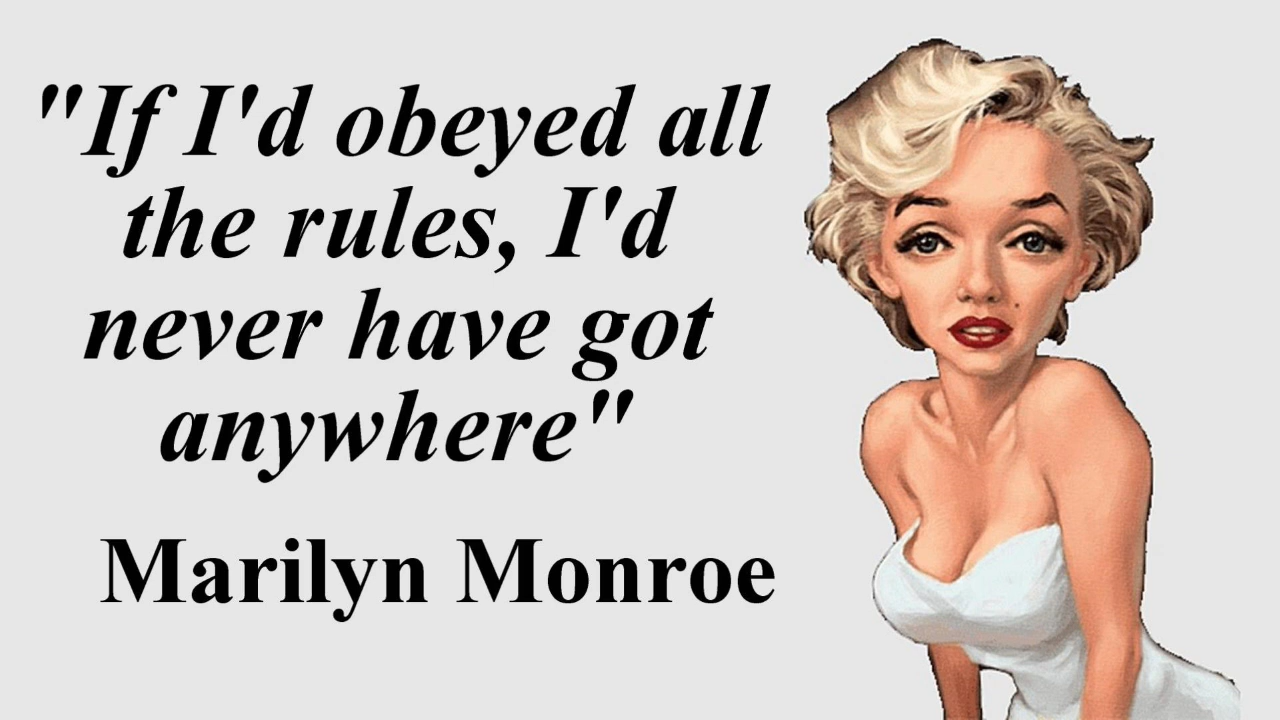 "If I'd obeyed all
the rules, I'd
never have got
anywhere"
Marilyn Monroe